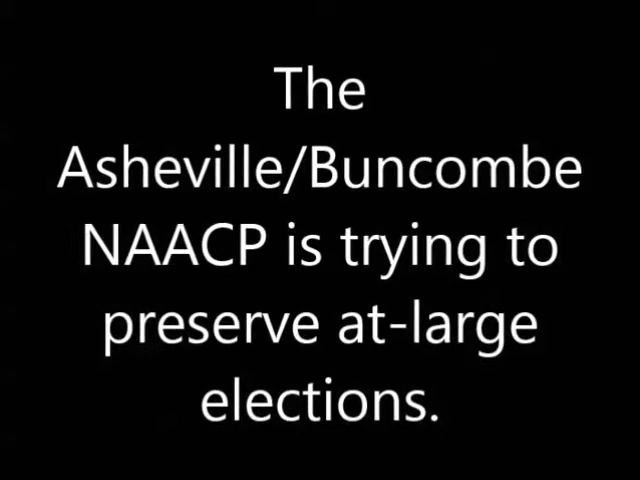 The
Asheville/Buncombe
NAACP is trying to
preserve at-large
elections.